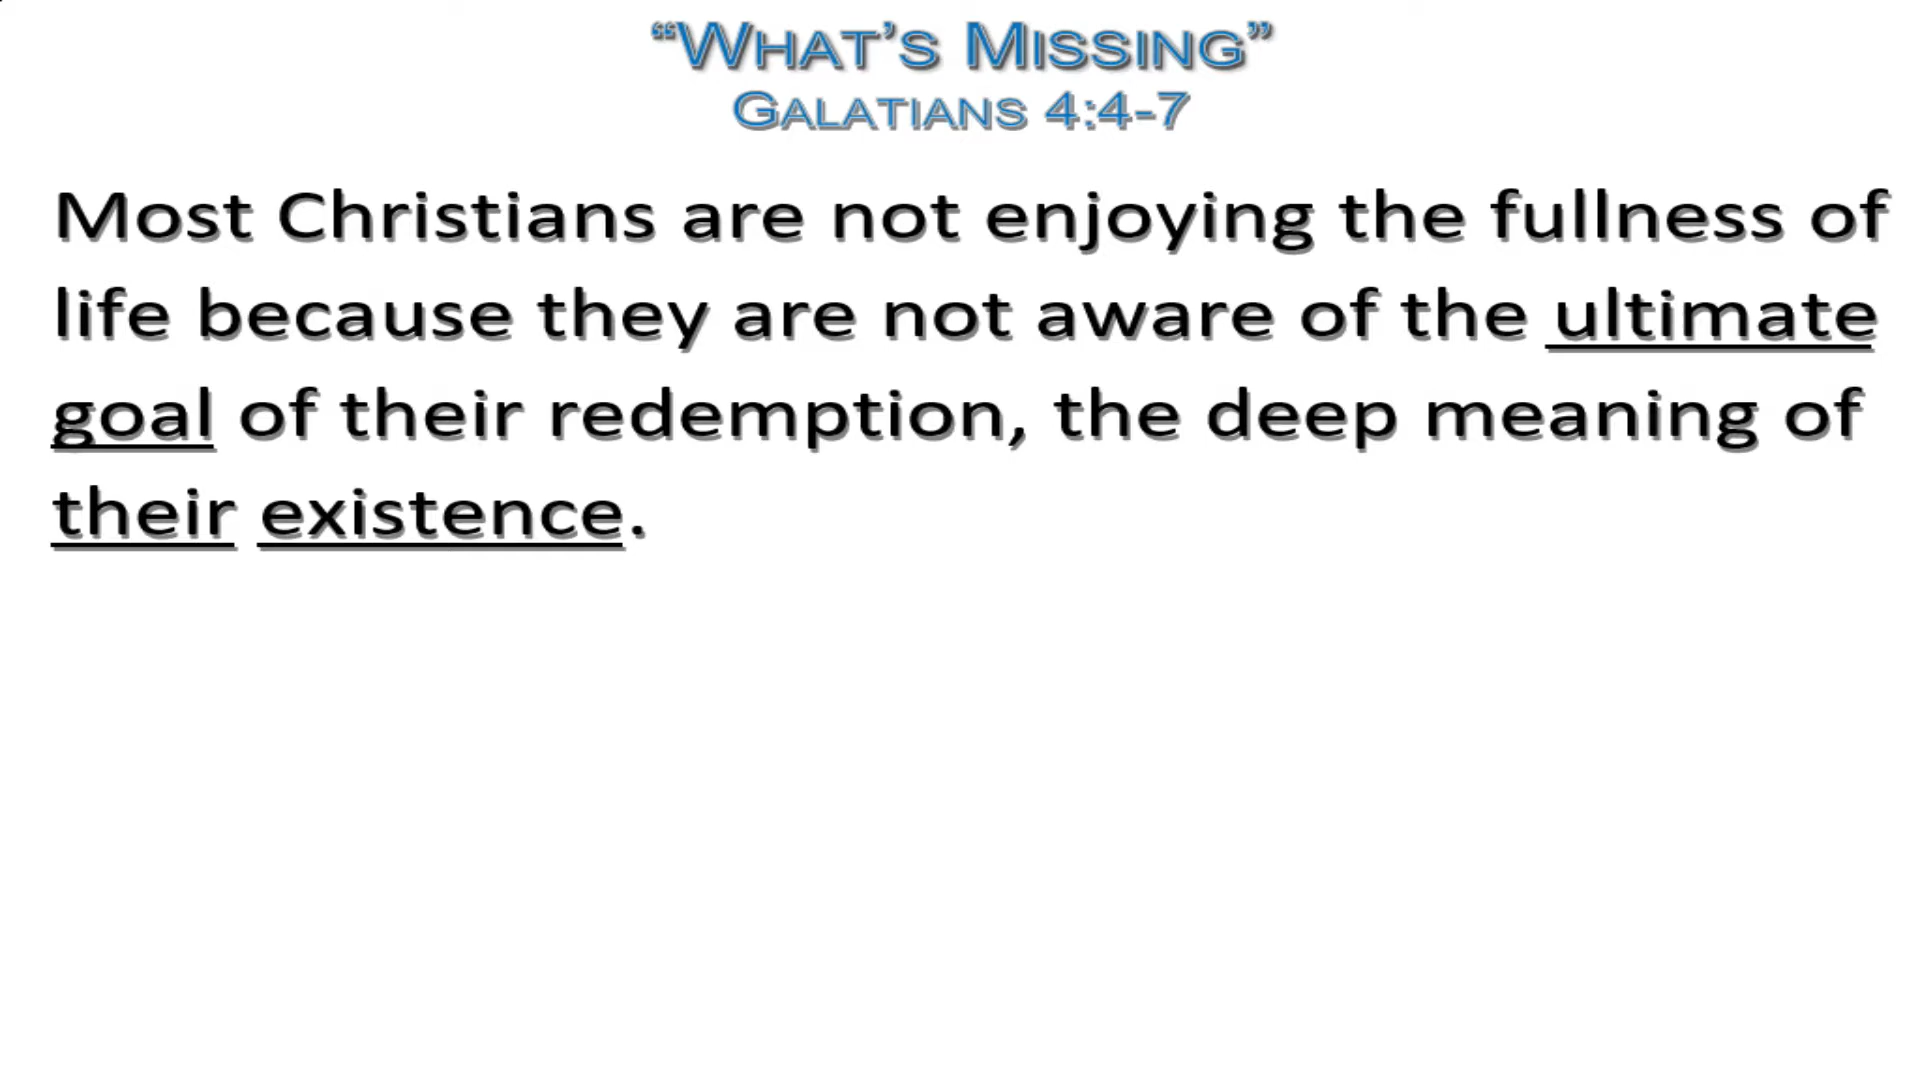 “What’s Missing”
Galatians 4:4-7
Most Christians are not enjoying the fullness of
life because they are not aware of the ultimate
goal of their redemption, the deep meaning of
their existence.